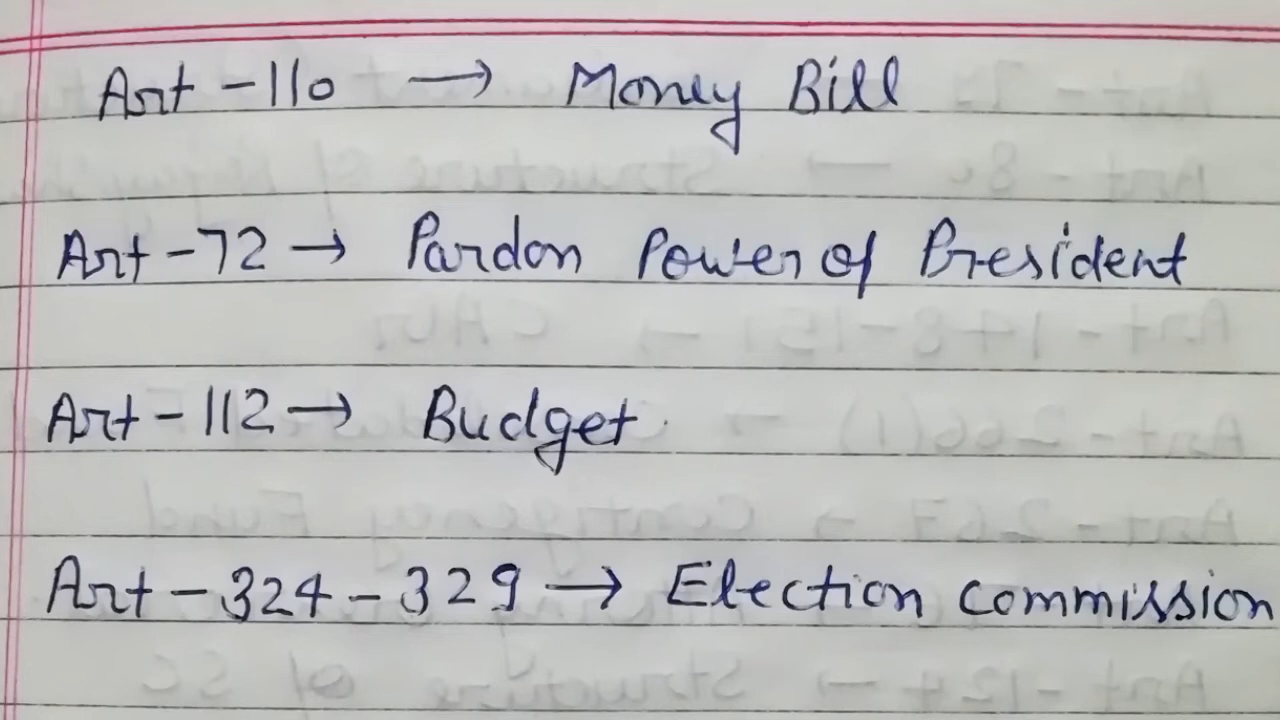 Art - 110 → Money Bill
Art - 72 → Pardon Power of President
Art - 112 → Budget
Art - 324 - 329 → Election commission